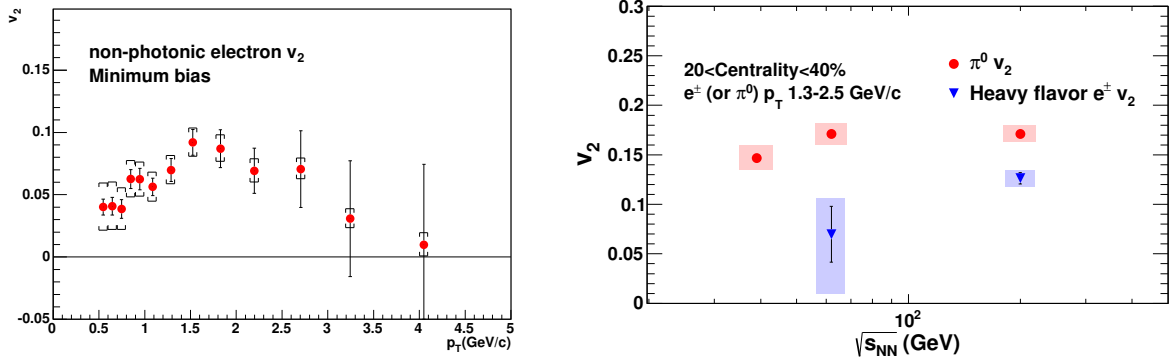 v₂
non-photonic electron v₂
Minimum bias
0.15
0.1
0.05
0
-0.05
0 0.5 1 1.5 2 2.5 3 3.5 4 4.5 5
p_T(GeV/c)
v₂
0.3
0.25
0.2
0.15
0.1
0.05
0
20<Centrality<40%
e± (or π⁰) p_T 1.3-2.5 GeV/c
π⁰ v₂
Heavy flavor e± v₂
10²
√s_NN (GeV)